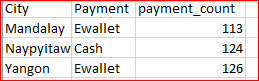 City Payment payment_count
Mandalay Ewallet 113
Naypyitaw Cash 124
Yangon Ewallet 126